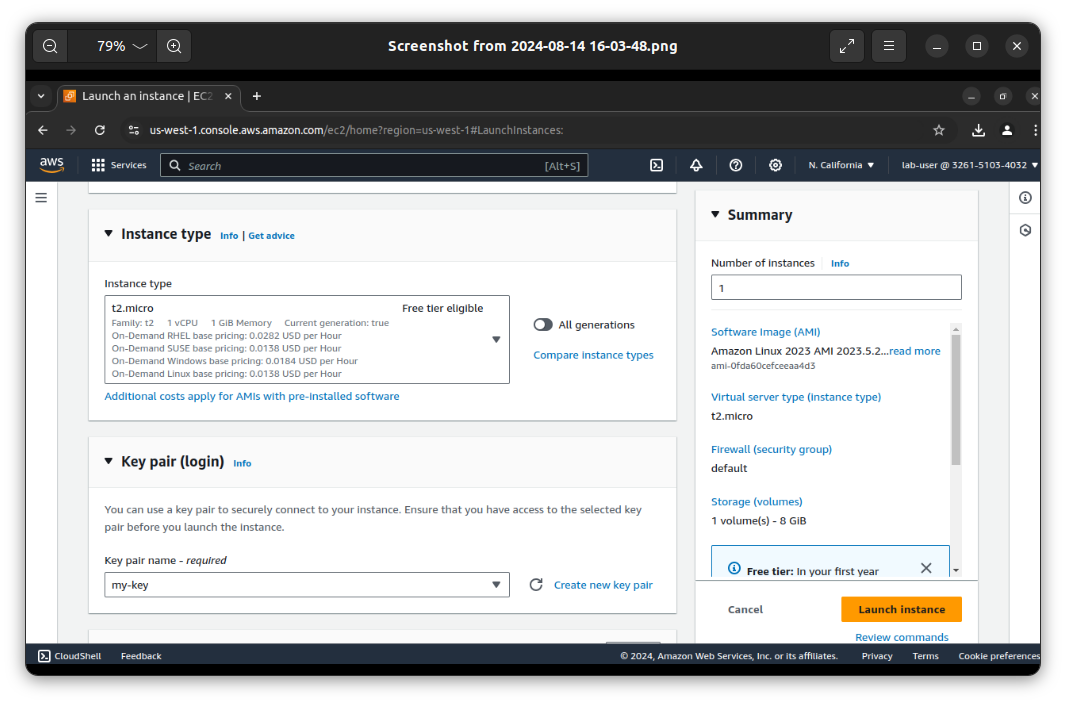 79%
Screenshot from 2024-08-14 16-03-48.png
Launch an instance | EC2
us-west-1.console.aws.amazon.com/ec2/home?region=us-west-1#LaunchInstances:
aws
Services
Search
[Alt+S]
N. California
lab-user @ 3261-5103-4032
Instance type
Info | Get advice
Instance type
t2.micro
Free tier eligible
Family: t2 1 vCPU 1 GiB Memory Current generation: true
On-Demand RHEL base pricing: 0.0282 USD per Hour
On-Demand SUSE base pricing: 0.0138 USD per Hour
On-Demand Windows base pricing: 0.0184 USD per Hour
On-Demand Linux base pricing: 0.0138 USD per Hour
All generations
Compare instance types
Additional costs apply for AMIs with pre-installed software
Key pair (login)
Info
You can use a key pair to securely connect to your instance. Ensure that you have access to the selected key
pair before you launch the instance.
Key pair name - required
my-key
Create new key pair
Summary
Number of instances
Info
1
Software Image (AMI)
Amazon Linux 2023 AMI 2023.5.2...read more
ami-0fda60cefceeaa4d3
Virtual server type (instance type)
t2.micro
Firewall (security group)
default
Storage (volumes)
1 volume(s) - 8 GiB
Free tier: In your first year
Cancel
Launch instance
Review commands
CloudShell
Feedback
© 2024, Amazon Web Services, Inc. or its affiliates.
Privacy
Terms
Cookie preferences